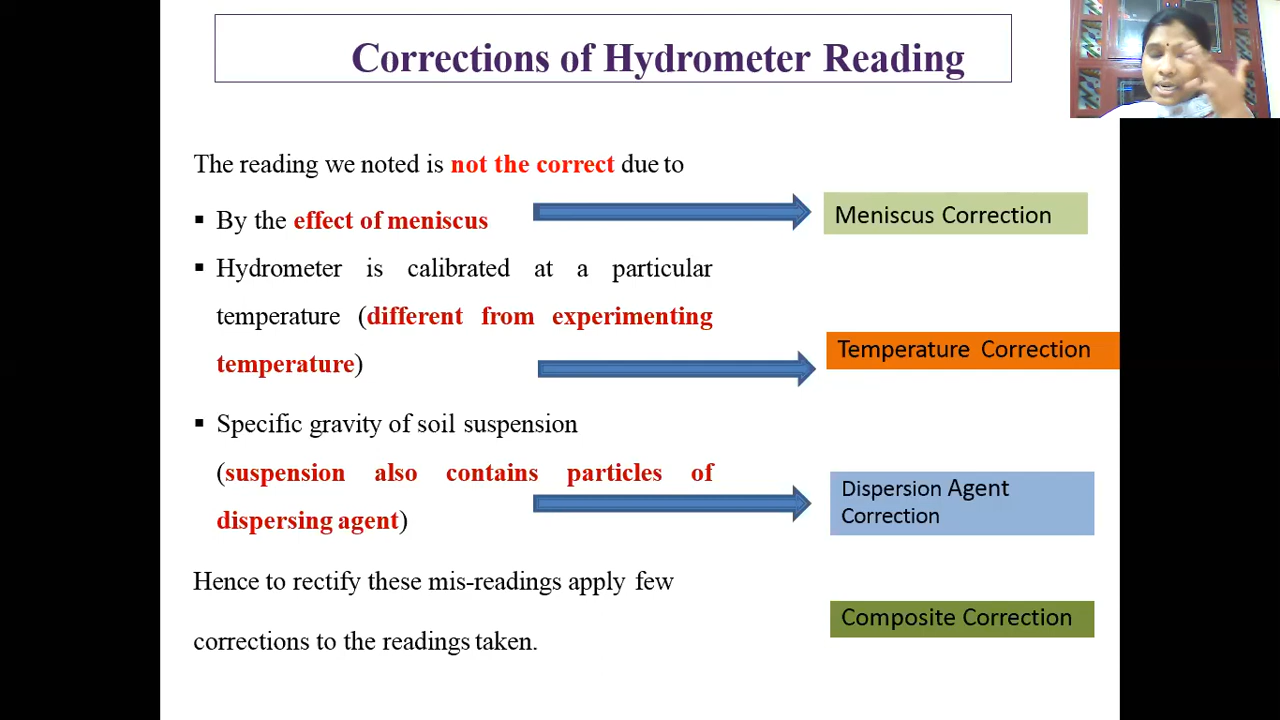 Corrections of Hydrometer Reading
The reading we noted is not the correct due to
▪ By the effect of meniscus
Meniscus Correction
▪ Hydrometer is calibrated at a particular
temperature (different from experimenting
temperature)
Temperature Correction
▪ Specific gravity of soil suspension
(suspension also contains particles of
dispersing agent)
Dispersion Agent
Correction
Hence to rectify these mis-readings apply few
corrections to the readings taken.
Composite Correction